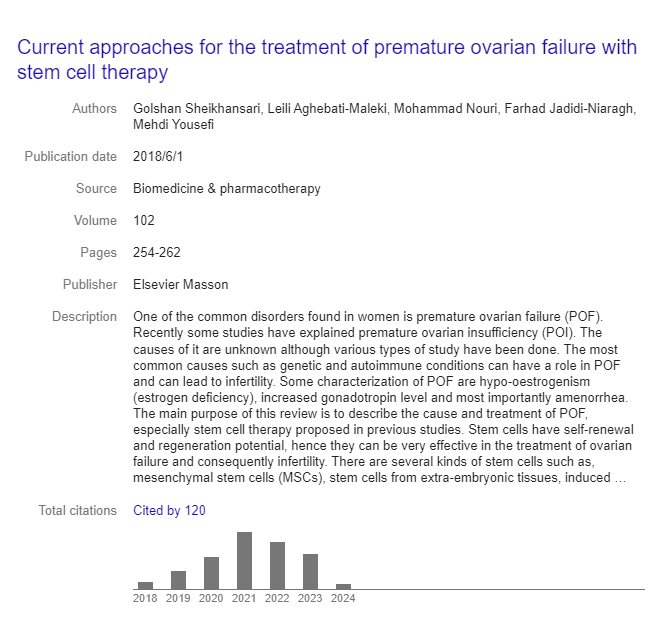 Current approaches for the treatment of premature ovarian failure with
stem cell therapy
Authors Golshan Sheikhansari, Leili Aghebati-Maleki, Mohammad Nouri, Farhad Jadidi-Niaragh,
Mehdi Yousefi
Publication date 2018/6/1
Source Biomedicine & pharmacotherapy
Volume 102
Pages 254-262
Publisher Elsevier Masson
Description One of the common disorders found in women is premature ovarian failure (POF).
Recently some studies have explained premature ovarian insufficiency (POI). The
causes of it are unknown although various types of study have been done. The most
common causes such as genetic and autoimmune conditions can have a role in POF
and can lead to infertility. Some characterization of POF are hypo-oestrogenism
(estrogen deficiency), increased gonadotropin level and most importantly amenorrhea.
The main purpose of this review is to describe the cause and treatment of POF,
especially stem cell therapy proposed in previous studies. Stem cells have self-renewal
and regeneration potential, hence they can be very effective in the treatment of ovarian
failure and consequently infertility. There are several kinds of stem cells such as,
mesenchymal stem cells (MSCs), stem cells from extra-embryonic tissues, induced …
Total citations Cited by 120
2018 2019 2020 2021 2022 2023 2024